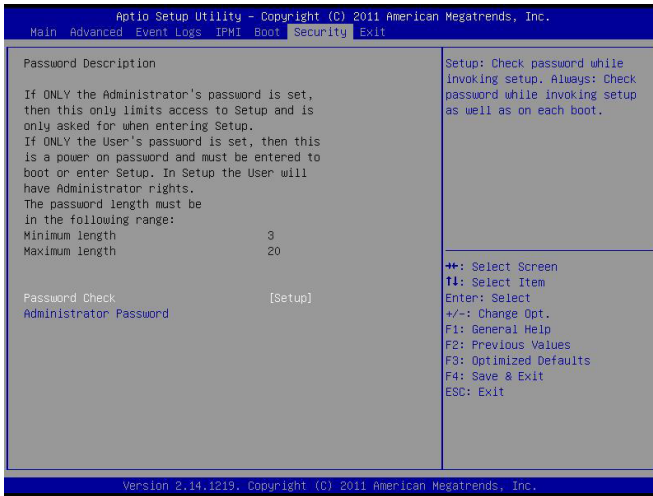 Aptio Setup Utility – Copyright (C) 2011 American Megatrends, Inc.
Main Advanced Event Logs IPMI Boot Security Exit
Password Description
If ONLY the Administrator's password is set,
then this only limits access to Setup and is
only asked for when entering Setup.
If ONLY the User's password is set, then this
is a power on password and must be entered to
boot or enter Setup. In Setup the User will
have Administrator rights.
The password length must be
in the following range:
Minimum length 3
Maximum length 20
Password Check [Setup]
Administrator Password
Setup: Check password while
invoking setup. Always: Check
password while invoking setup
as well as on each boot.
→←: Select Screen
↑↓: Select Item
Enter: Select
+/-: Change Opt.
F1: General Help
F2: Previous Values
F3: Optimized Defaults
F4: Save & Exit
ESC: Exit
Version 2.14.1219. Copyright (C) 2011 American Megatrends, Inc.